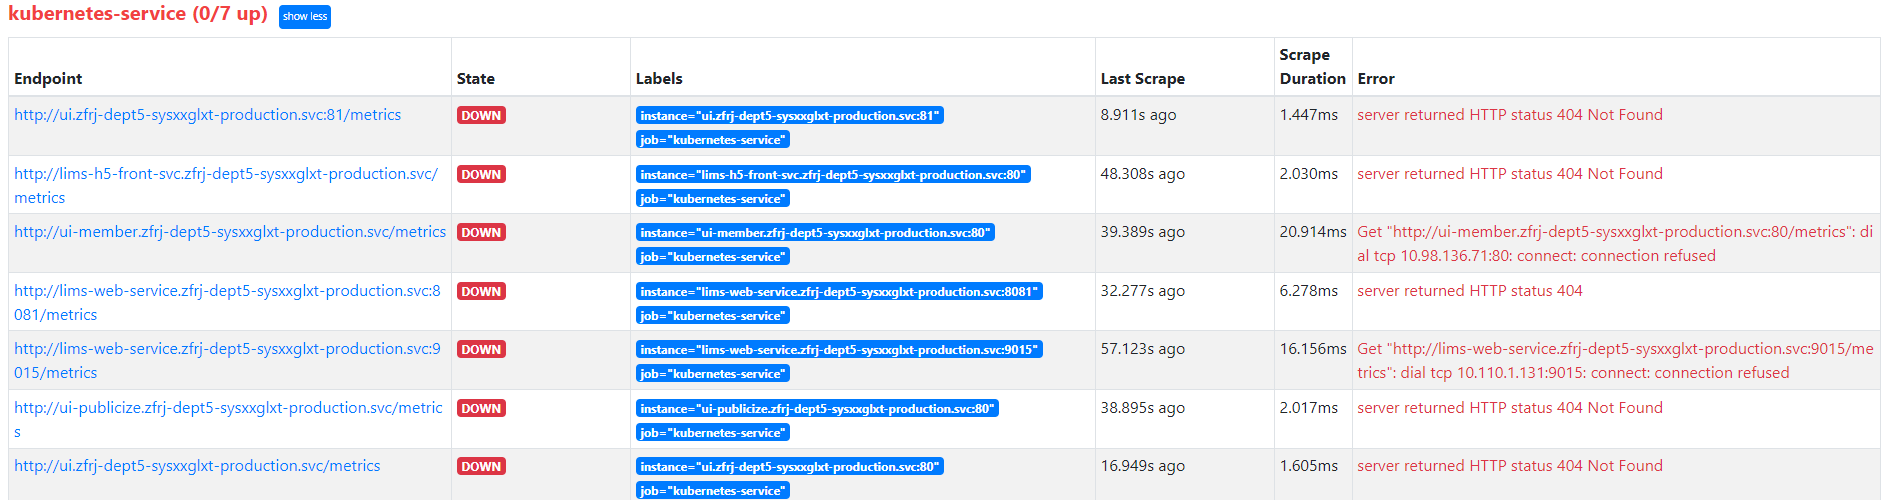 kubernetes-service (0/7 up) show less
Endpoint State Labels Last Scrape Scrape Duration Error
http://ui.zfrj-dept5-sysxxglxt-production.svc:81/metrics DOWN instance="ui.zfrj-dept5-sysxxglxt-production.svc:81" 8.911s ago 1.447ms server returned HTTP status 404 Not Found
job="kubernetes-service"
http://lims-h5-front-svc.zfrj-dept5-sysxxglxt-production.svc/ DOWN instance="lims-h5-front-svc.zfrj-dept5-sysxxglxt-production.svc:80" 48.308s ago 2.030ms server returned HTTP status 404 Not Found
metrics job="kubernetes-service"
http://ui-member.zfrj-dept5-sysxxglxt-production.svc/metrics DOWN instance="ui-member.zfrj-dept5-sysxxglxt-production.svc:80" 39.389s ago 20.914ms Get "http://ui-member.zfrj-dept5-sysxxglxt-production.svc:80/metrics": di
job="kubernetes-service" al tcp 10.98.136.71:80: connect: connection refused
http://lims-web-service.zfrj-dept5-sysxxglxt-production.svc:8 DOWN instance="lims-web-service.zfrj-dept5-sysxxglxt-production.svc:8081" 32.277s ago 6.278ms server returned HTTP status 404
081/metrics job="kubernetes-service"
http://lims-web-service.zfrj-dept5-sysxxglxt-production.svc:9 DOWN instance="lims-web-service.zfrj-dept5-sysxxglxt-production.svc:9015" 57.123s ago 16.156ms Get "http://lims-web-service.zfrj-dept5-sysxxglxt-production.svc:9015/me
015/metrics job="kubernetes-service" trics": dial tcp 10.110.1.131:9015: connect: connection refused
http://ui-publicize.zfrj-dept5-sysxxglxt-production.svc/metric DOWN instance="ui-publicize.zfrj-dept5-sysxxglxt-production.svc:80" 38.895s ago 2.017ms server returned HTTP status 404 Not Found
s job="kubernetes-service"
http://ui.zfrj-dept5-sysxxglxt-production.svc/metrics DOWN instance="ui.zfrj-dept5-sysxxglxt-production.svc:80" 16.949s ago 1.605ms server returned HTTP status 404 Not Found
job="kubernetes-service"